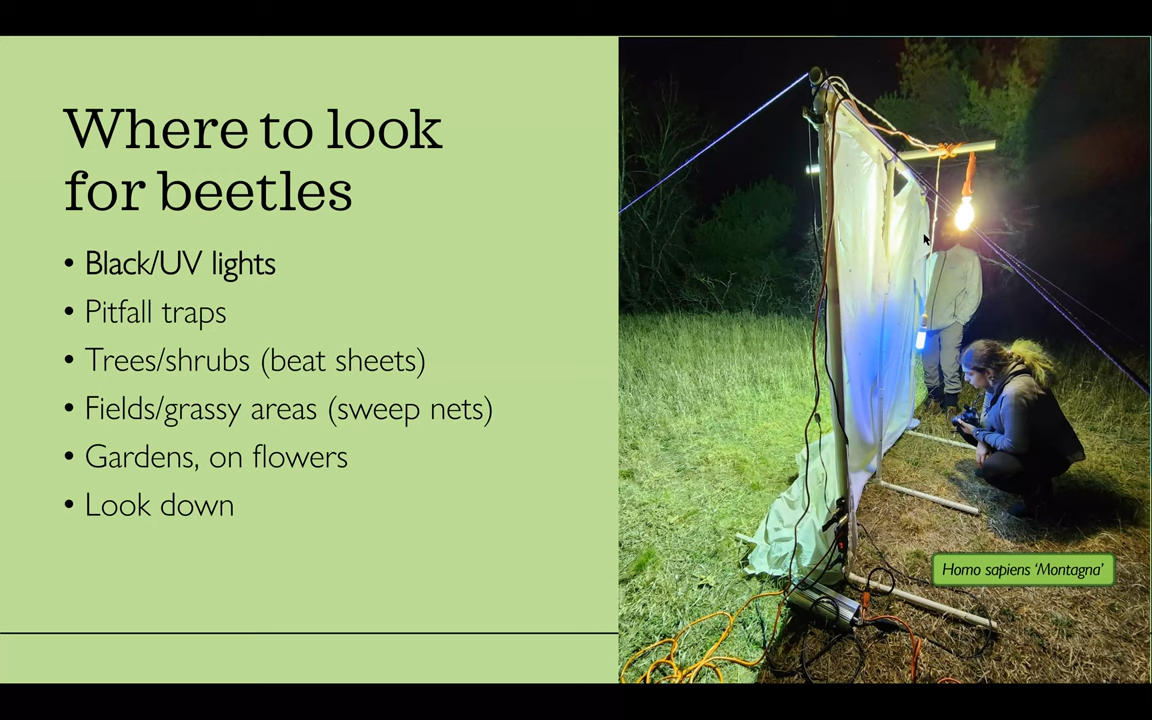 Where to look
for beetles
• Black/UV lights
• Pitfall traps
• Trees/shrubs (beat sheets)
• Fields/grassy areas (sweep nets)
• Gardens, on flowers
• Look down
Homo sapiens ‘Montagna’